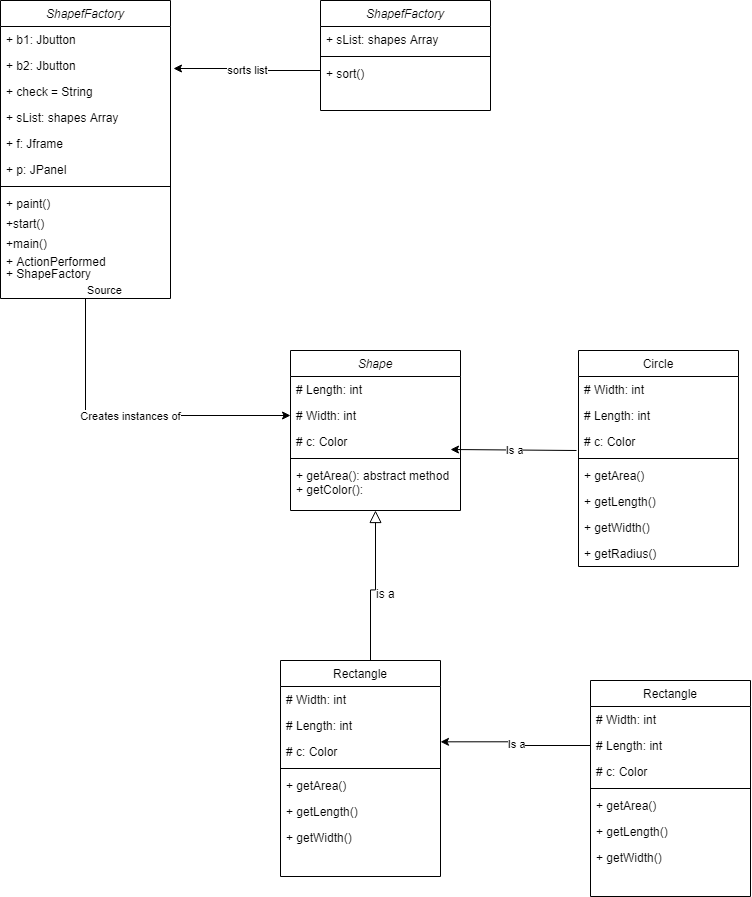 ShapefFactory
+ b1: Jbutton
+ b2: Jbutton
+ check = String
+ sList: shapes Array
+ f: Jframe
+ p: JPanel
+ paint()
+start()
+main()
+ ActionPerformed
+ ShapeFactory
Source
sorts list
ShapefFactory
+ sList: shapes Array
+ sort()
Creates instances of
Shape
# Length: int
# Width: int
# c: Color
+ getArea(): abstract method
+ getColor():
Is a
Circle
# Width: int
# Length: int
# c: Color
+ getArea()
+ getLength()
+ getWidth()
+ getRadius()
is a
Rectangle
# Width: int
# Length: int
# c: Color
+ getArea()
+ getLength()
+ getWidth()
Is a
Rectangle
# Width: int
# Length: int
# c: Color
+ getArea()
+ getLength()
+ getWidth()